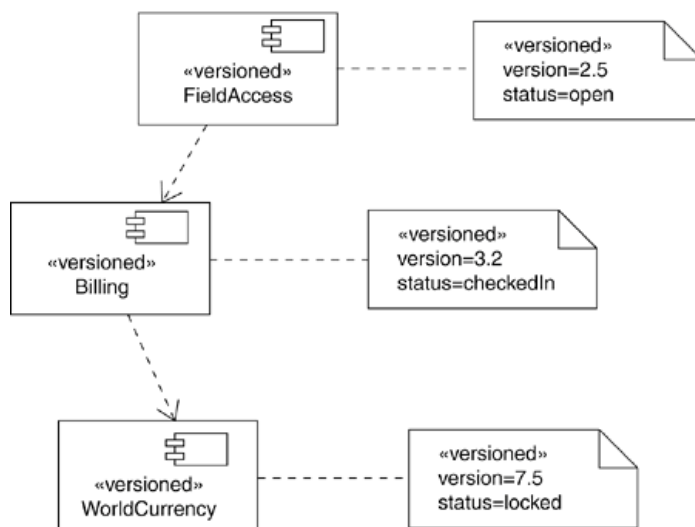 «versioned»
FieldAccess
«versioned»
version=2.5
status=open
«versioned»
Billing
«versioned»
version=3.2
status=checkedIn
«versioned»
WorldCurrency
«versioned»
version=7.5
status=locked